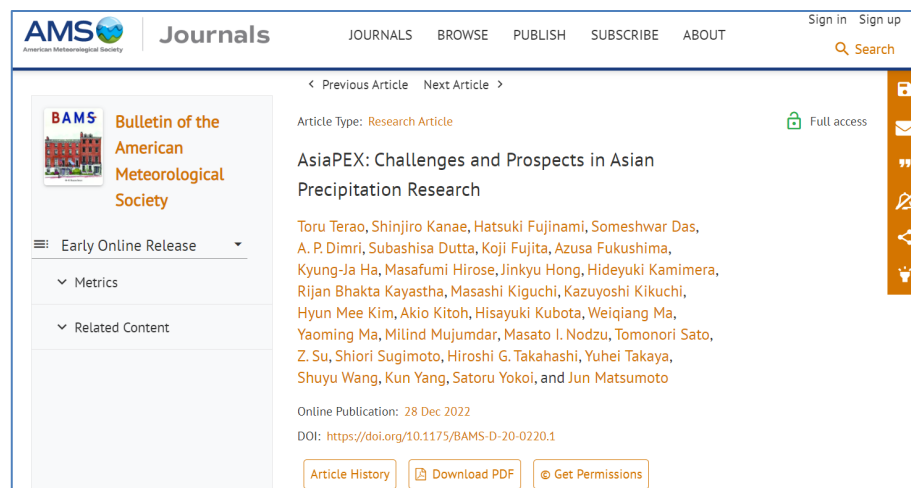 AMS
American Meteorological Society
Journals
JOURNALS BROWSE PUBLISH SUBSCRIBE ABOUT
Sign in Sign up
Search
Previous Article Next Article
BAMS
Bulletin of the
American
Meteorological
Society
Early Online Release
Metrics
Related Content
Article Type: Research Article
Full access
AsiaPEX: Challenges and Prospects in Asian
Precipitation Research
Toru Terao, Shinjiro Kanae, Hatsuki Fujinami, Someshwar Das,
A. P. Dimri, Subashisa Dutta, Koji Fujita, Azusa Fukushima,
Kyung-Ja Ha, Masafumi Hirose, Jinkyu Hong, Hideyuki Kamimera,
Rijan Bhakta Kayastha, Masashi Kiguchi, Kazuyoshi Kikuchi,
Hyun Mee Kim, Akio Kitoh, Hisayuki Kubota, Weiqiang Ma,
Yaoming Ma, Milind Mujumdar, Masato I. Nodzu, Tomonori Sato,
Z. Su, Shiori Sugimoto, Hiroshi G. Takahashi, Yuhei Takaya,
Shuyu Wang, Kun Yang, Satoru Yokoi, and Jun Matsumoto
Online Publication: 28 Dec 2022
DOI: https://doi.org/10.1175/BAMS-D-20-0220.1
Article History Download PDF © Get Permissions